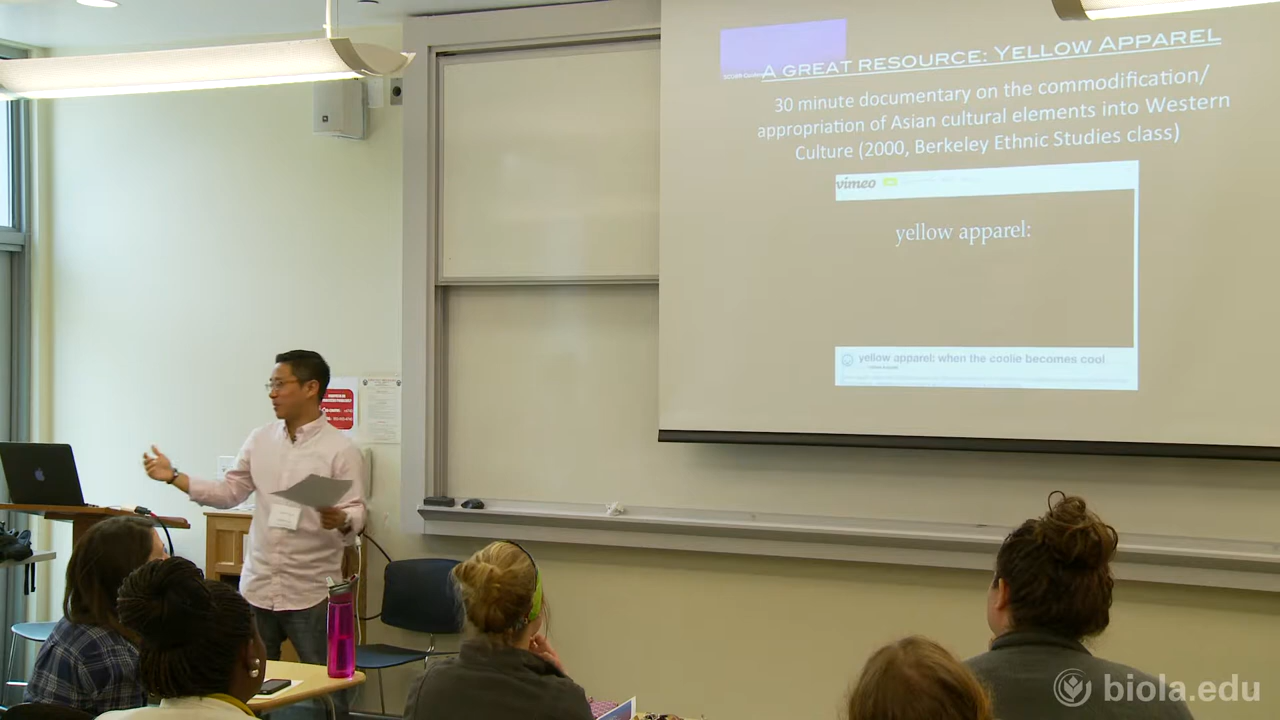 A GREAT RESOURCE: YELLOW APPAREL
30 minute documentary on the commodification/
appropriation of Asian cultural elements into Western
Culture (2000, Berkeley Ethnic Studies class)
vimeo
yellow apparel:
yellow apparel: when the coolie becomes cool
biola.edu